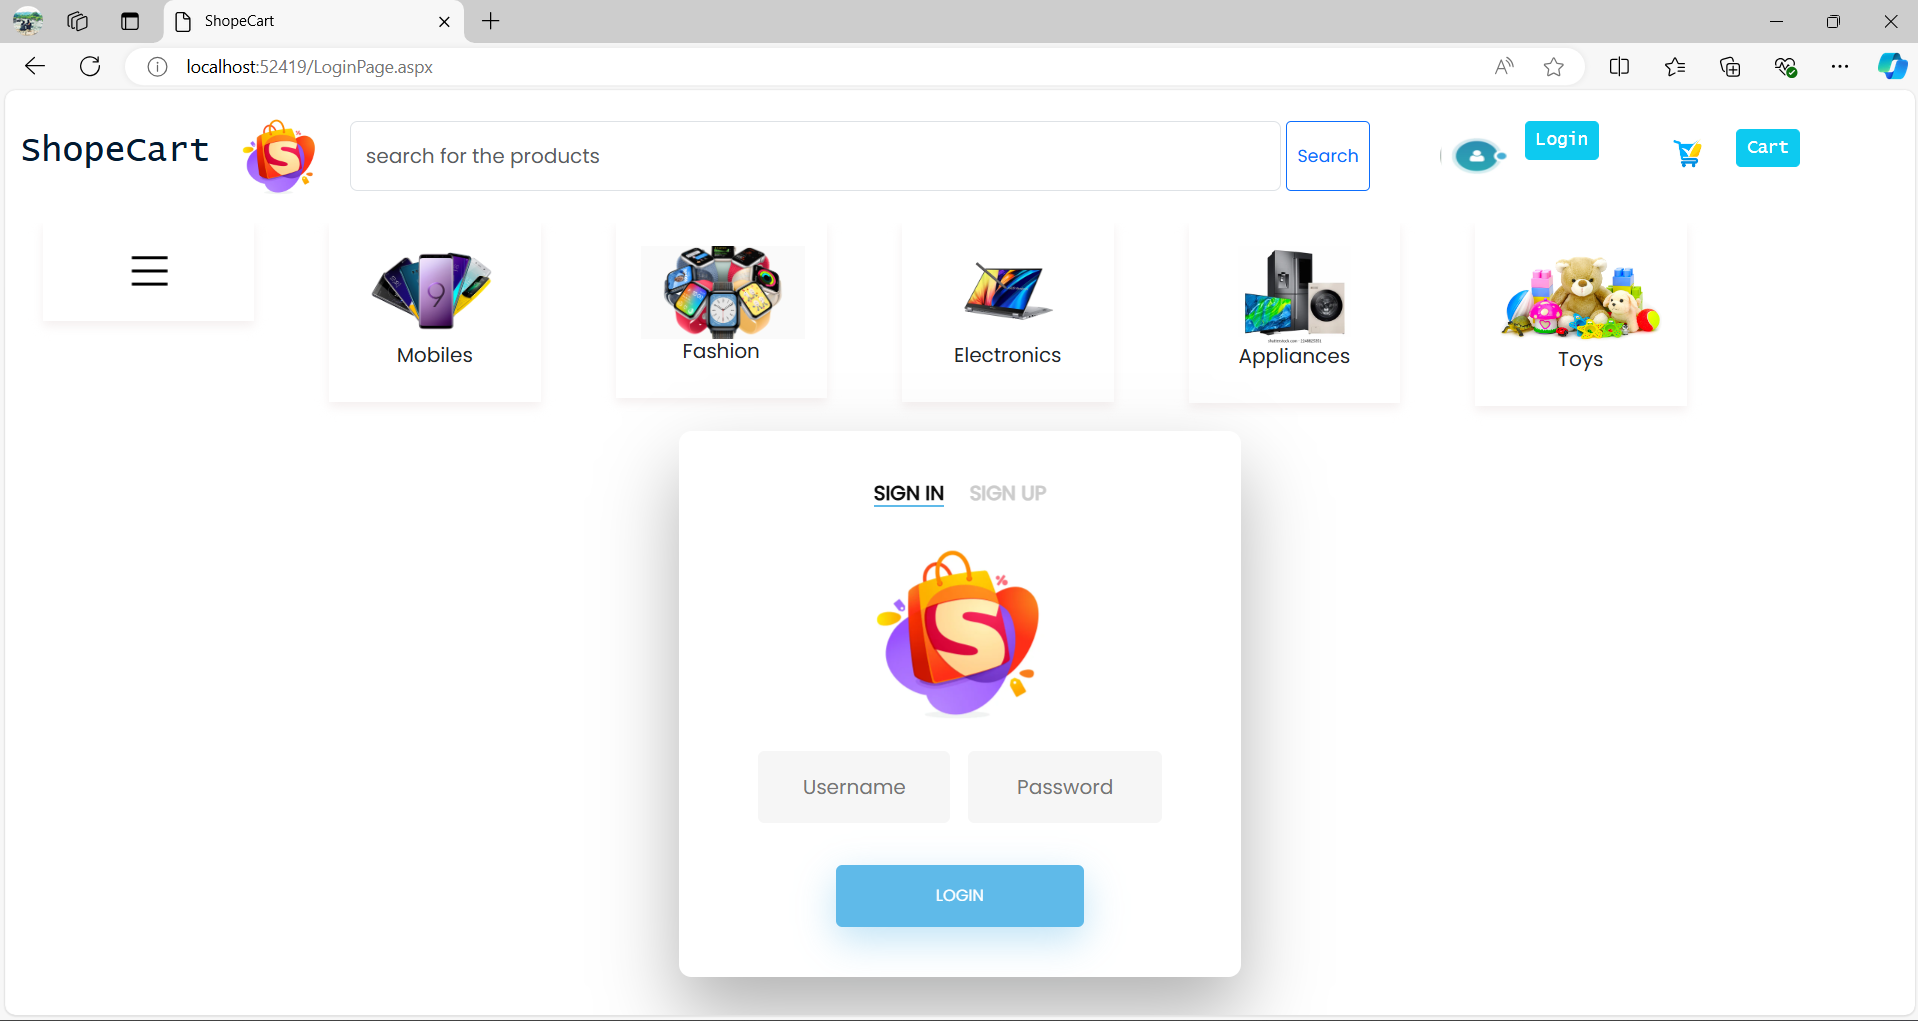 ShopeCart
localhost:52419/LoginPage.aspx
ShopeCart
search for the products
Search
Login
Cart
Mobiles
Fashion
Electronics
Appliances
Toys
SIGN IN
SIGN UP
S
%
Username
Password
LOGIN